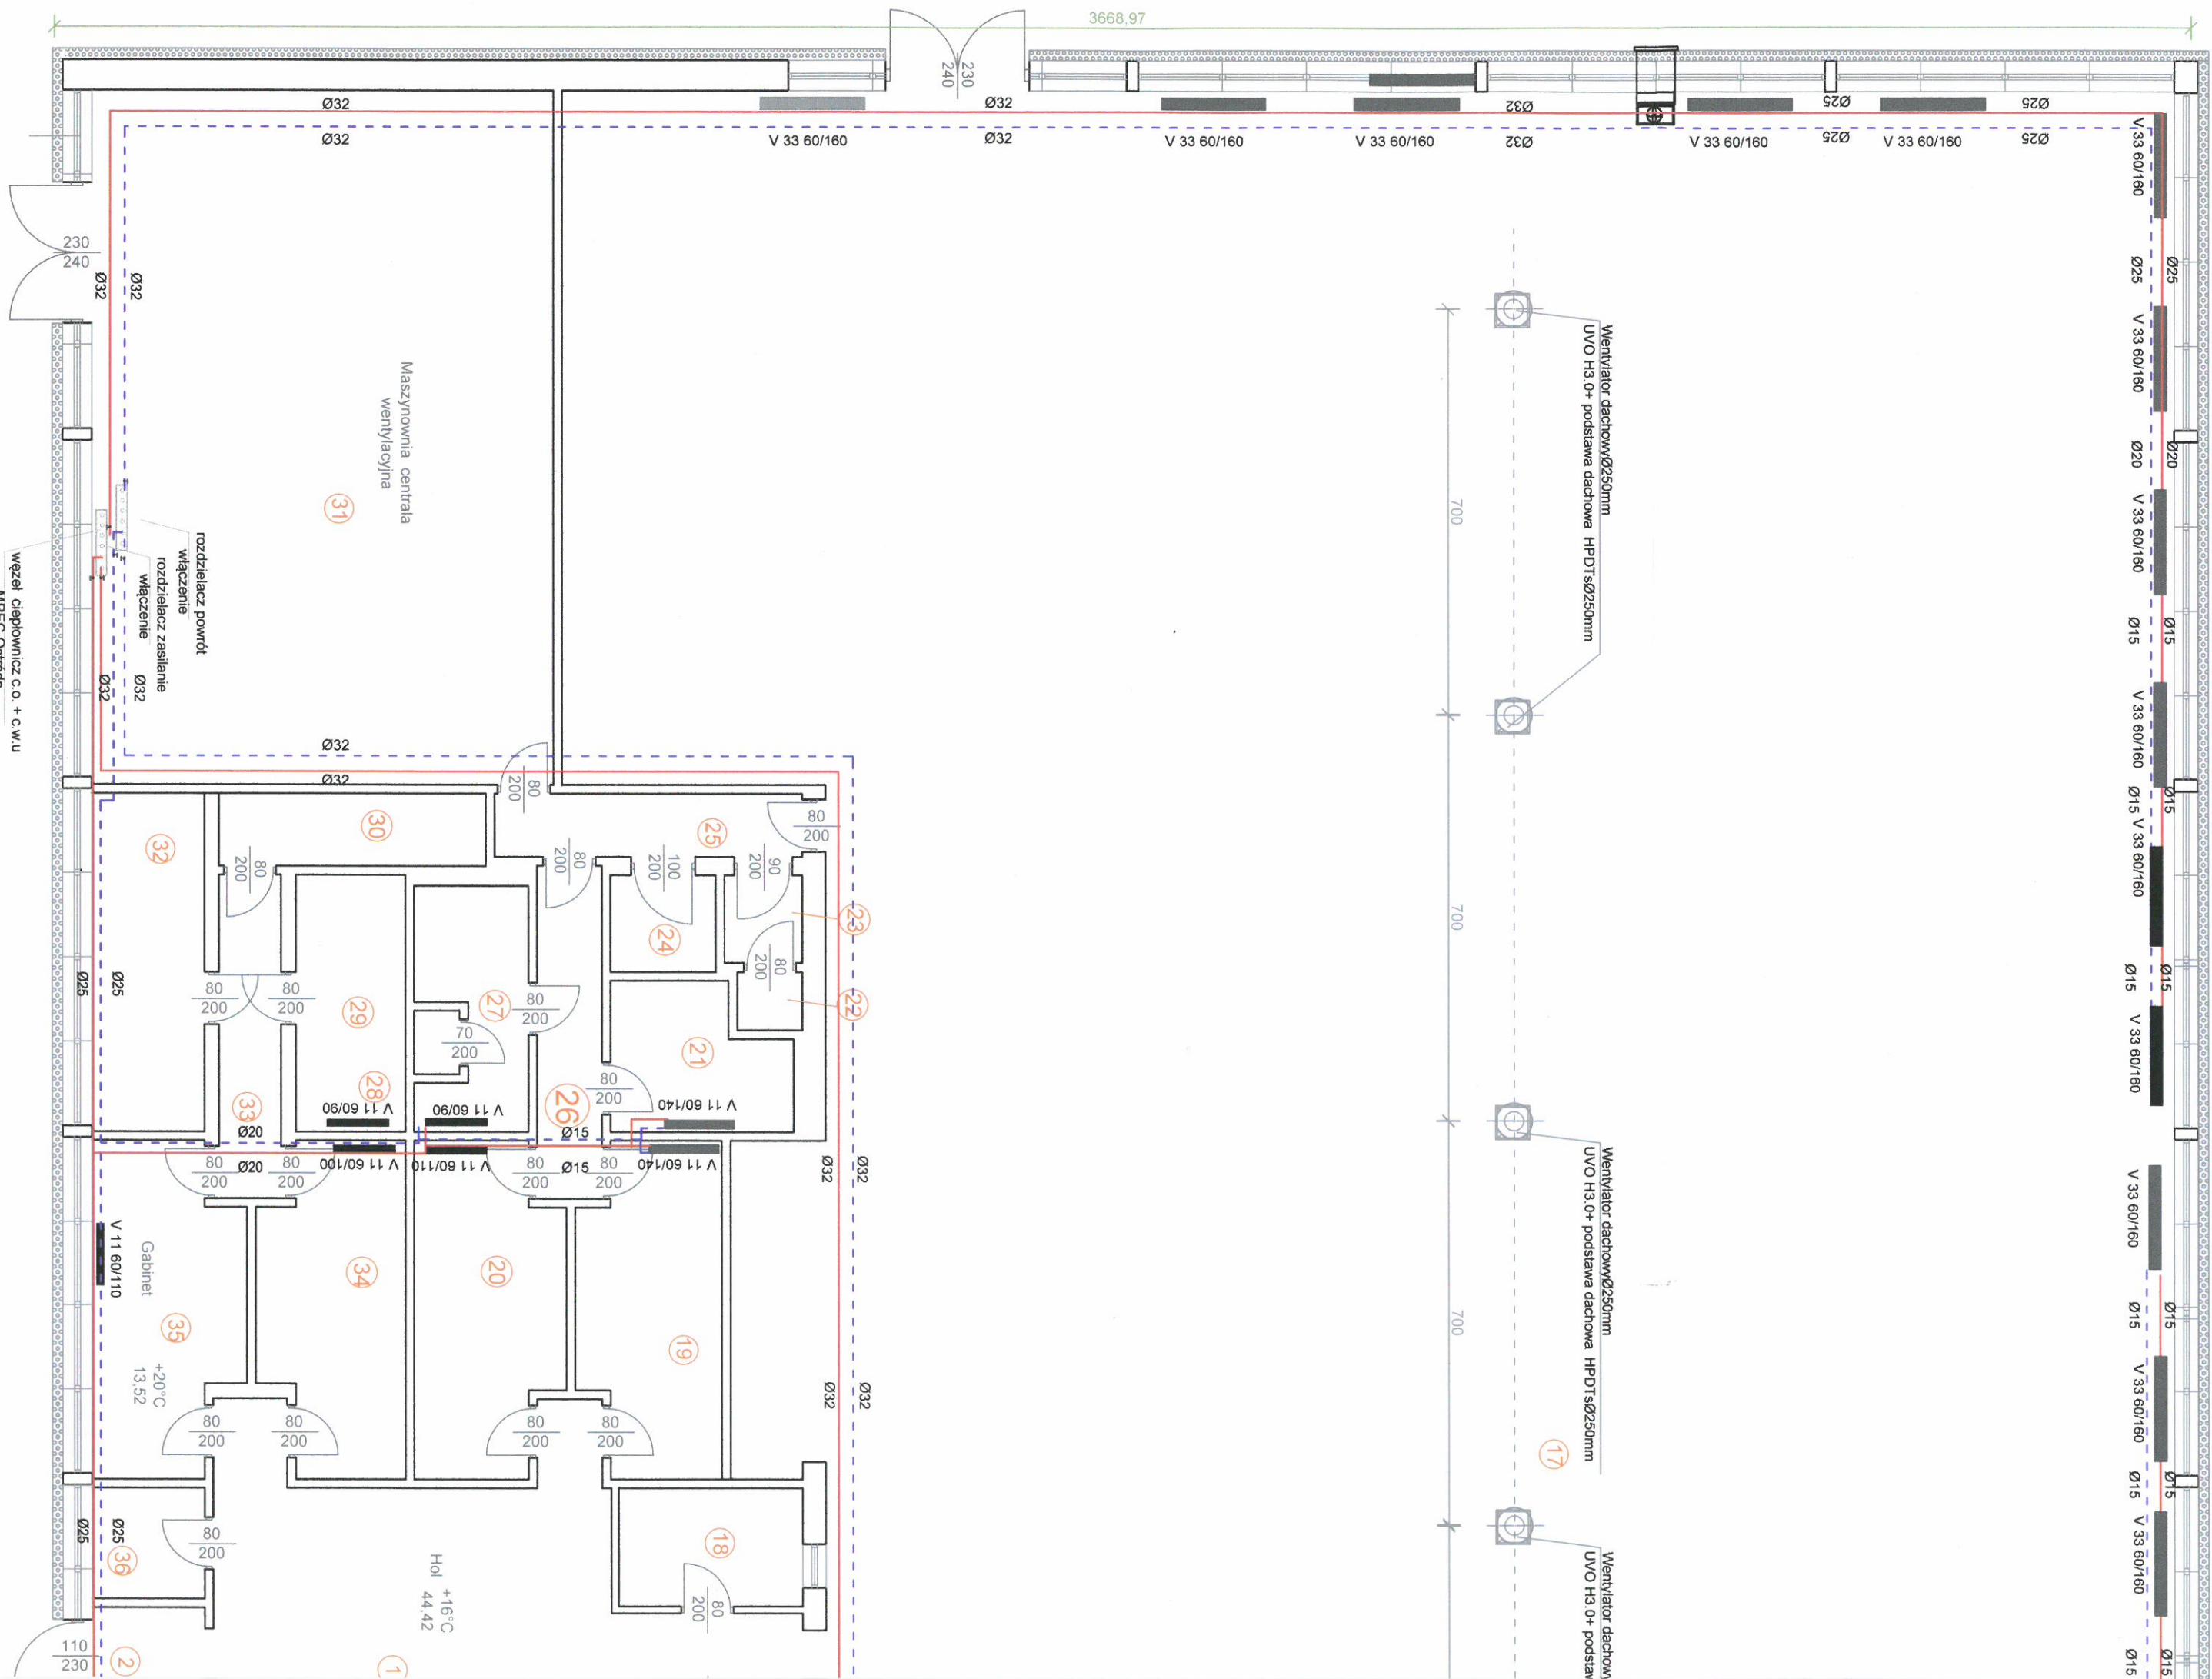 3668,97
230
240
Ø32
Ø32
V 33 60/160
Ø32
Ø32
V 33 60/160
V 33 60/160
Ø32
Ø32
V 33 60/160
Ø25
Ø25
V 33 60/160
Ø25
Ø25
V 33 60/160
Ø25
Ø25
V 33 60/160
Ø20
Ø20
V 33 60/160
Ø15
Ø15
V 33 60/160
Ø15
Ø15
V 33 60/160
Ø15
Ø15
V 33 60/160
V 33 60/160
Ø15
Ø15
V 33 60/160
Ø15
Ø15
V 33 60/160
Ø15
Ø15
Wentylator dachowyØ250mm
UVO H3.0+ podstawa dachowa HPDTsØ250mm
Wentylator dachowyØ250mm
UVO H3.0+ podstawa dachowa HPDTsØ250mm
Wentylator dachow
UVO H3.0+ podstaw
700
700
700
17
230
240
Ø32
Ø32
Maszynownia centrala
wentylacyjna
31
rozdzielacz powrót
włączenie
rozdzielacz zasilanie
włączenie
węzeł ciepłownicz c.o. + c.w.u
Ø32
Ø32
Ø32
Ø32
80
200
80
200
25
30
32
80
200
80
200
100
200
90
200
23
24
80
200
22
Ø25
Ø25
80
200
80
200
29
27
80
200
70
200
21
28
33
26
80
200
V 11 60/90
V 11 60/90
V 11 60/140
Ø20
Ø15
Ø20
Ø15
80
200
80
200
V 11 60/100
V 11 60/110
80
200
80
200
V 11 60/140
Ø32
Ø32
V 11 60/110
Gabinet
35
+20°C
13,52
34
20
19
Ø32
Ø32
80
200
80
200
80
200
80
200
Ø25
Ø25
36
80
200
18
80
200
Hol +16°C
44,42
110
230
2
1